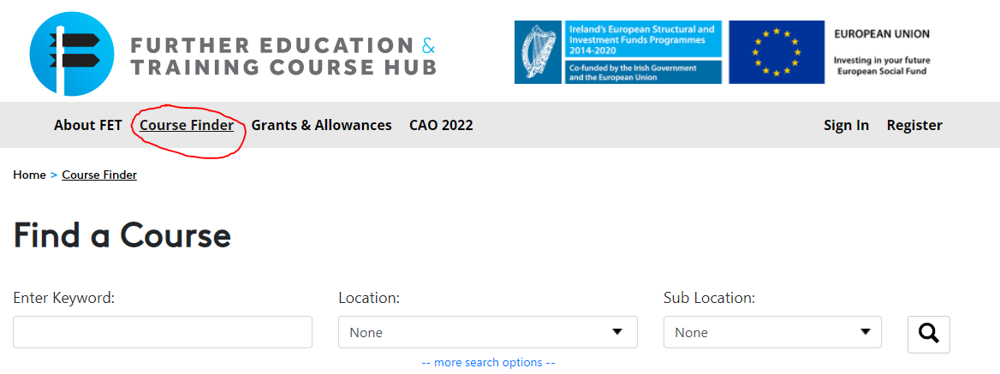 FURTHER EDUCATION &
TRAINING COURSE HUB
Ireland's European Structural and
Investment Funds Programmes
2014-2020
Co-funded by the Irish Government
and the European Union
EUROPEAN UNION
Investing in your future
European Social Fund
About FET Course Finder Grants & Allowances CAO 2022 Sign In Register
Home > Course Finder
Find a Course
Enter Keyword: Location: Sub Location:
None None
-- more search options --